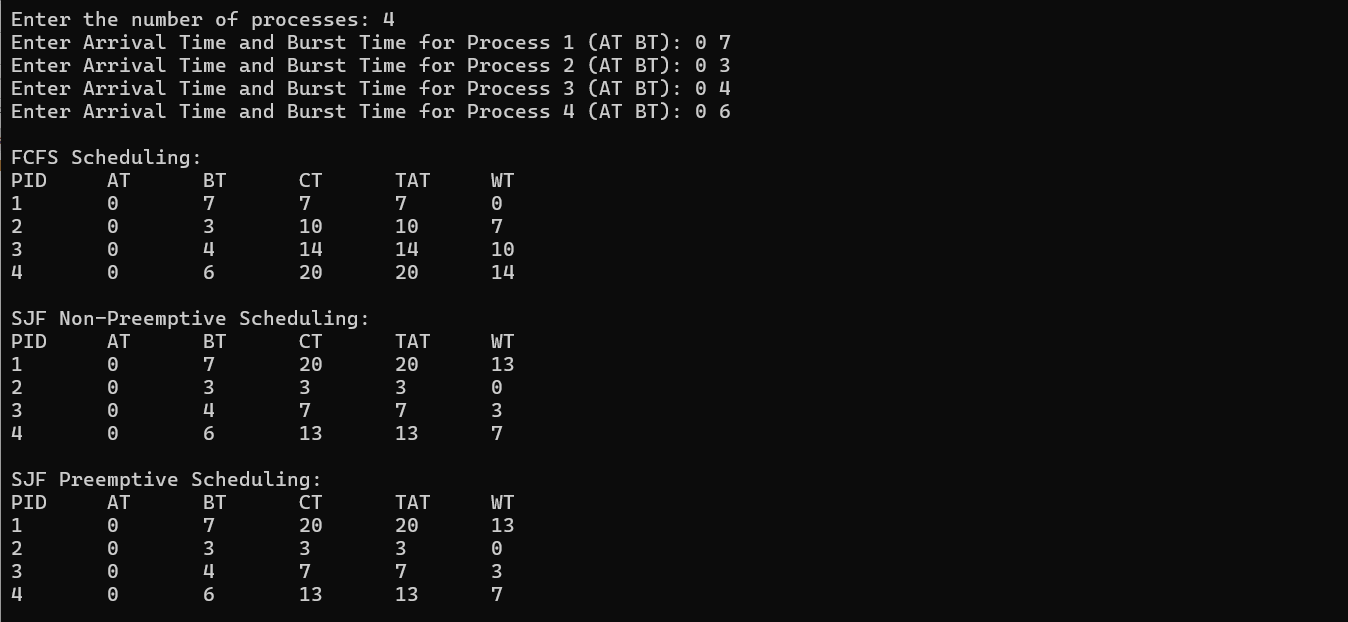 Enter the number of processes: 4
Enter Arrival Time and Burst Time for Process 1 (AT BT): 0 7
Enter Arrival Time and Burst Time for Process 2 (AT BT): 0 3
Enter Arrival Time and Burst Time for Process 3 (AT BT): 0 4
Enter Arrival Time and Burst Time for Process 4 (AT BT): 0 6

FCFS Scheduling:
PID AT BT CT TAT WT
1 0 7 7 7 0
2 0 3 10 10 7
3 0 4 14 14 10
4 0 6 20 20 14

SJF Non-Preemptive Scheduling:
PID AT BT CT TAT WT
1 0 7 20 20 13
2 0 3 3 3 0
3 0 4 7 7 3
4 0 6 13 13 7

SJF Preemptive Scheduling:
PID AT BT CT TAT WT
1 0 7 20 20 13
2 0 3 3 3 0
3 0 4 7 7 3
4 0 6 13 13 7